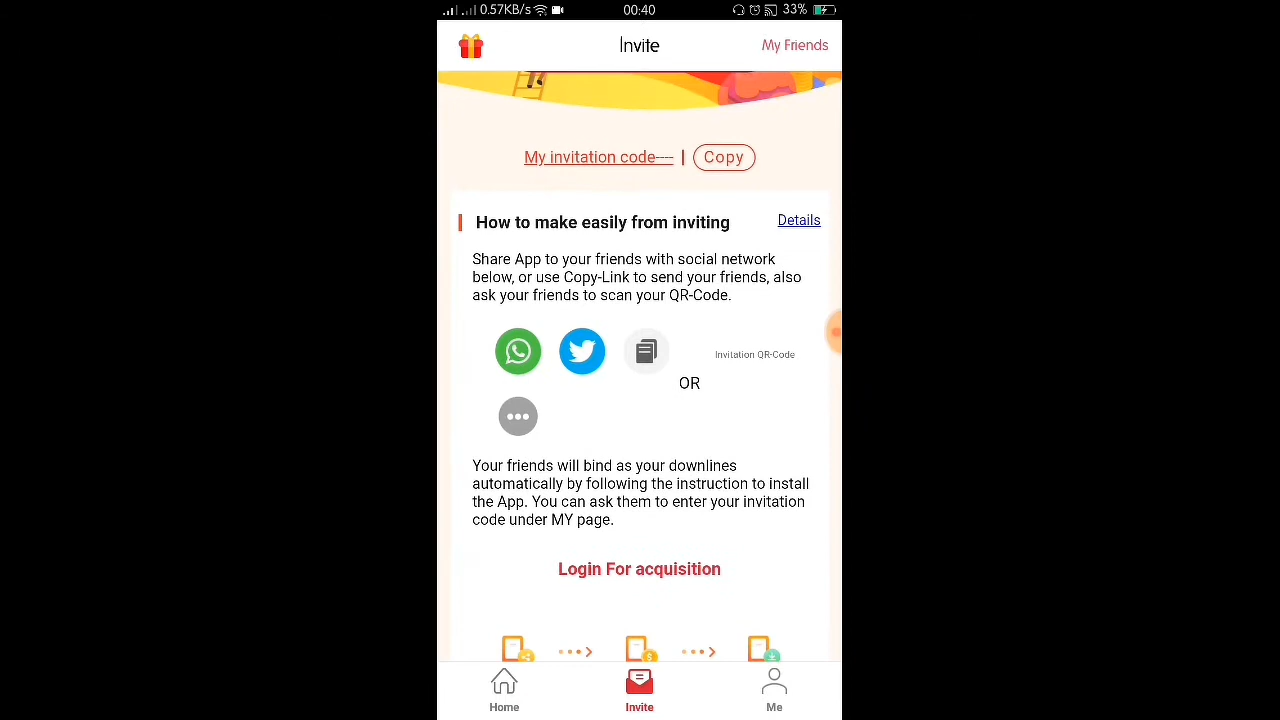 0.57KB/s 00:40 33%
Invite My Friends
My invitation code---- | Copy
How to make easily from inviting Details
Share App to your friends with social network
below, or use Copy-Link to send your friends, also
ask your friends to scan your QR-Code.
Invitation QR-Code
OR
Your friends will bind as your downlines
automatically by following the instruction to install
the App. You can ask them to enter your invitation
code under MY page.
Login For acquisition
Home Invite Me